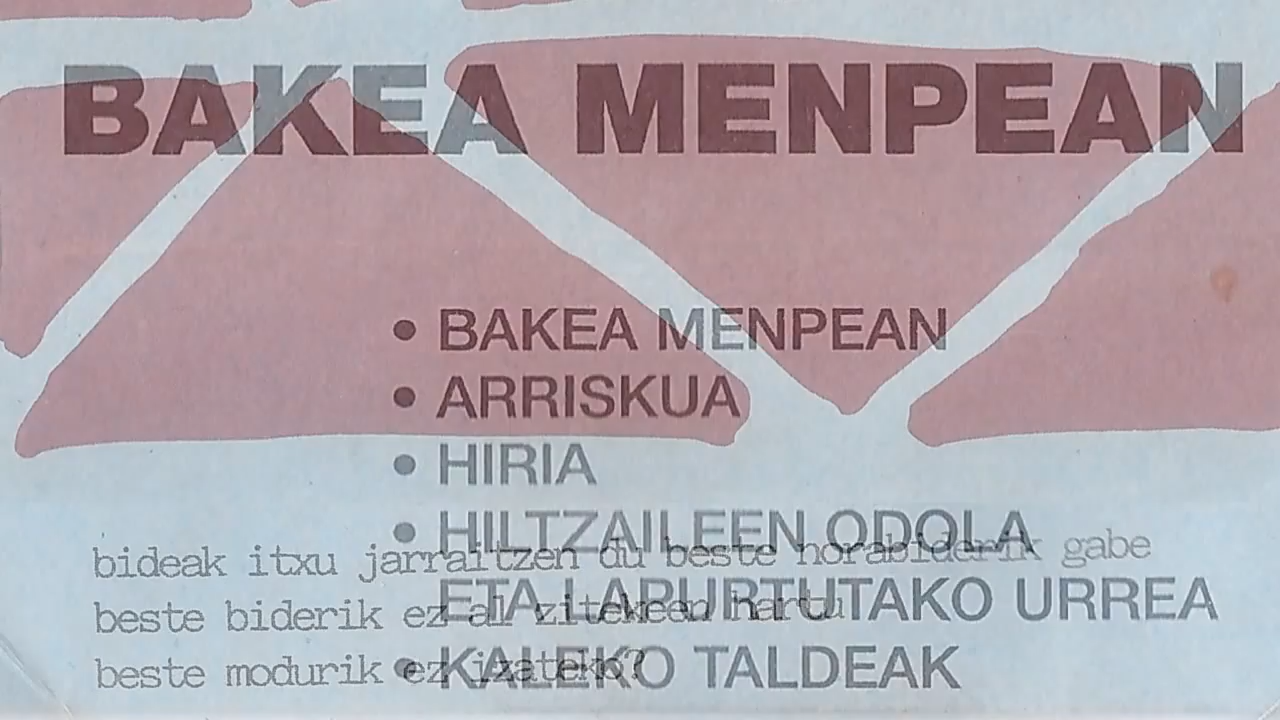 BAKEA MENPEAN
• BAKEA MENPEAN
• ARRISKUA
• HIRIA
• HILTZAILEEN ODOLA
bideak itxu jarraitzen du beste norabiderik gabe
ETA LAPURTUTAKO URREA
beste biderik ez al zitekeen hartu
• KALEKO TALDEAK
beste modurik ez izateko?